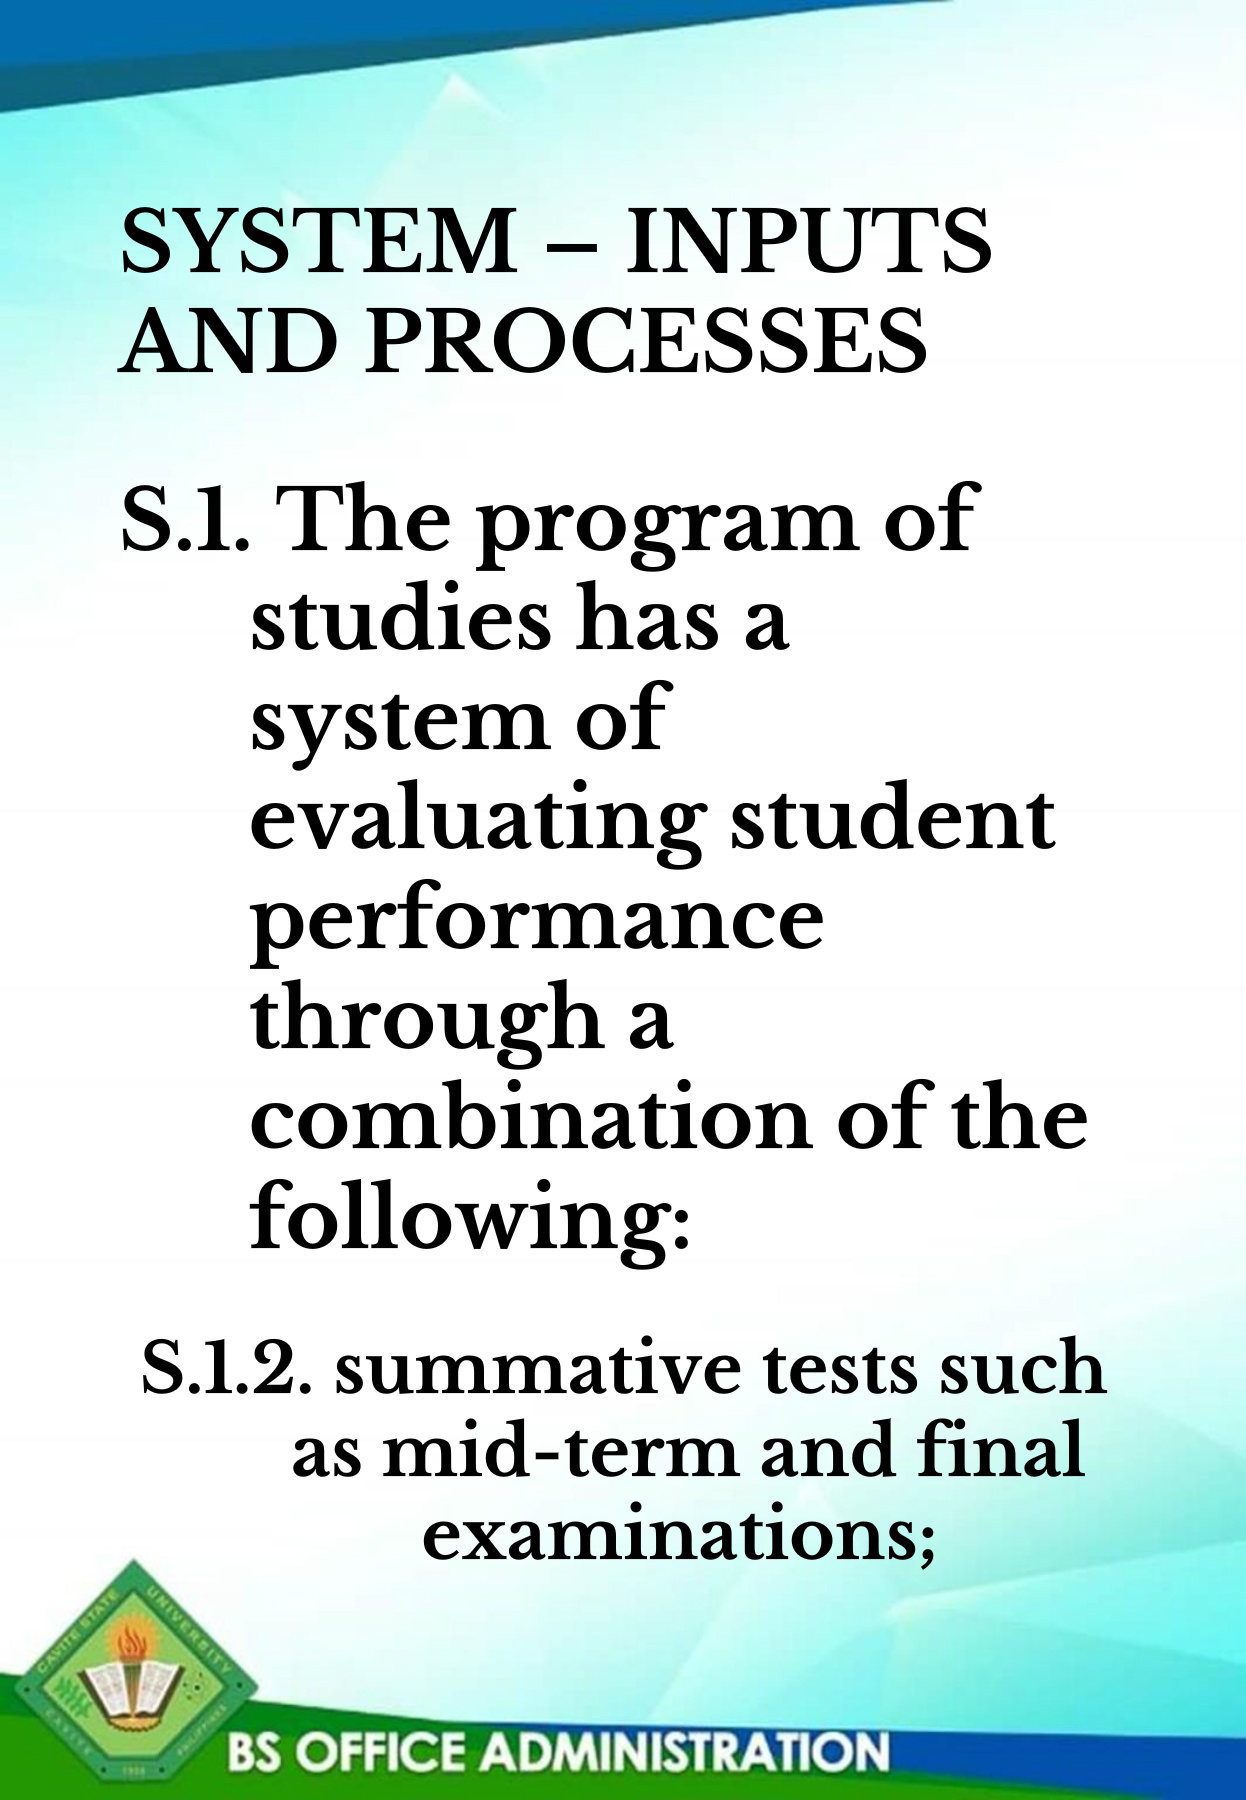 SYSTEM – INPUTS
AND PROCESSES
S.1. The program of
studies has a
system of
evaluating student
performance
through a
combination of the
following:
S.1.2. summative tests such
as mid-term and final
examinations;
CAVITE STATE UNIVERSITY
CAVITE PHILIPPINES
1906
BS OFFICE ADMINISTRATION